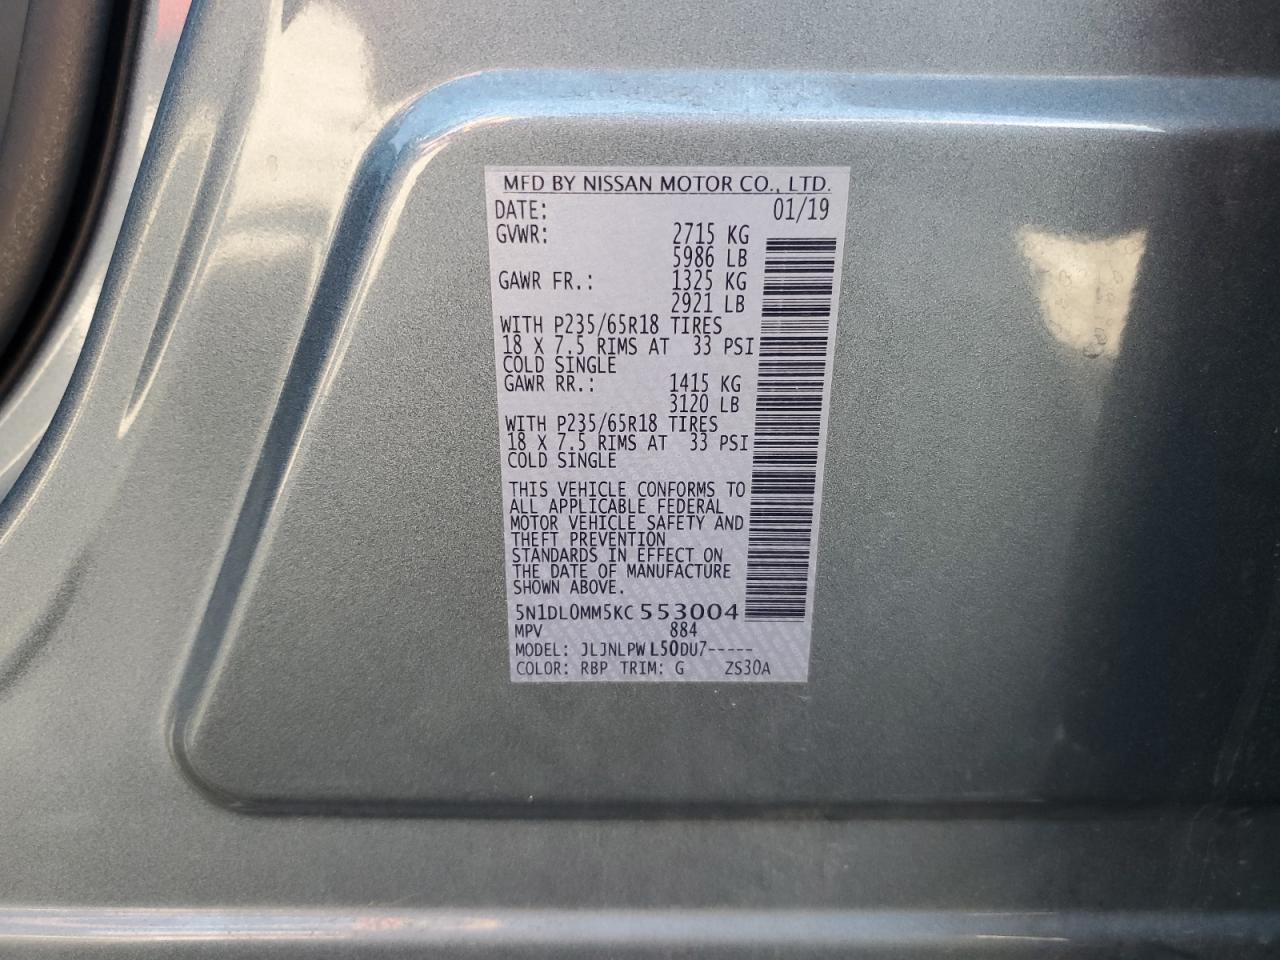 MFD BY NISSAN MOTOR CO., LTD.
DATE: 01/19
GVWR: 2715 KG
5986 LB
GAWR FR.: 1325 KG
2921 LB
WITH P235/65R18 TIRES
18 X 7.5 RIMS AT 33 PSI
COLD SINGLE
GAWR RR.: 1415 KG
3120 LB
WITH P235/65R18 TIRES
18 X 7.5 RIMS AT 33 PSI
COLD SINGLE
THIS VEHICLE CONFORMS TO
ALL APPLICABLE FEDERAL
MOTOR VEHICLE SAFETY AND
THEFT PREVENTION
STANDARDS IN EFFECT ON
THE DATE OF MANUFACTURE
SHOWN ABOVE.
5N1DL0MM5KC 553004
MPV 884
MODEL: JLJNLPW L50DU7-----
COLOR: RBP TRIM: G ZS30A